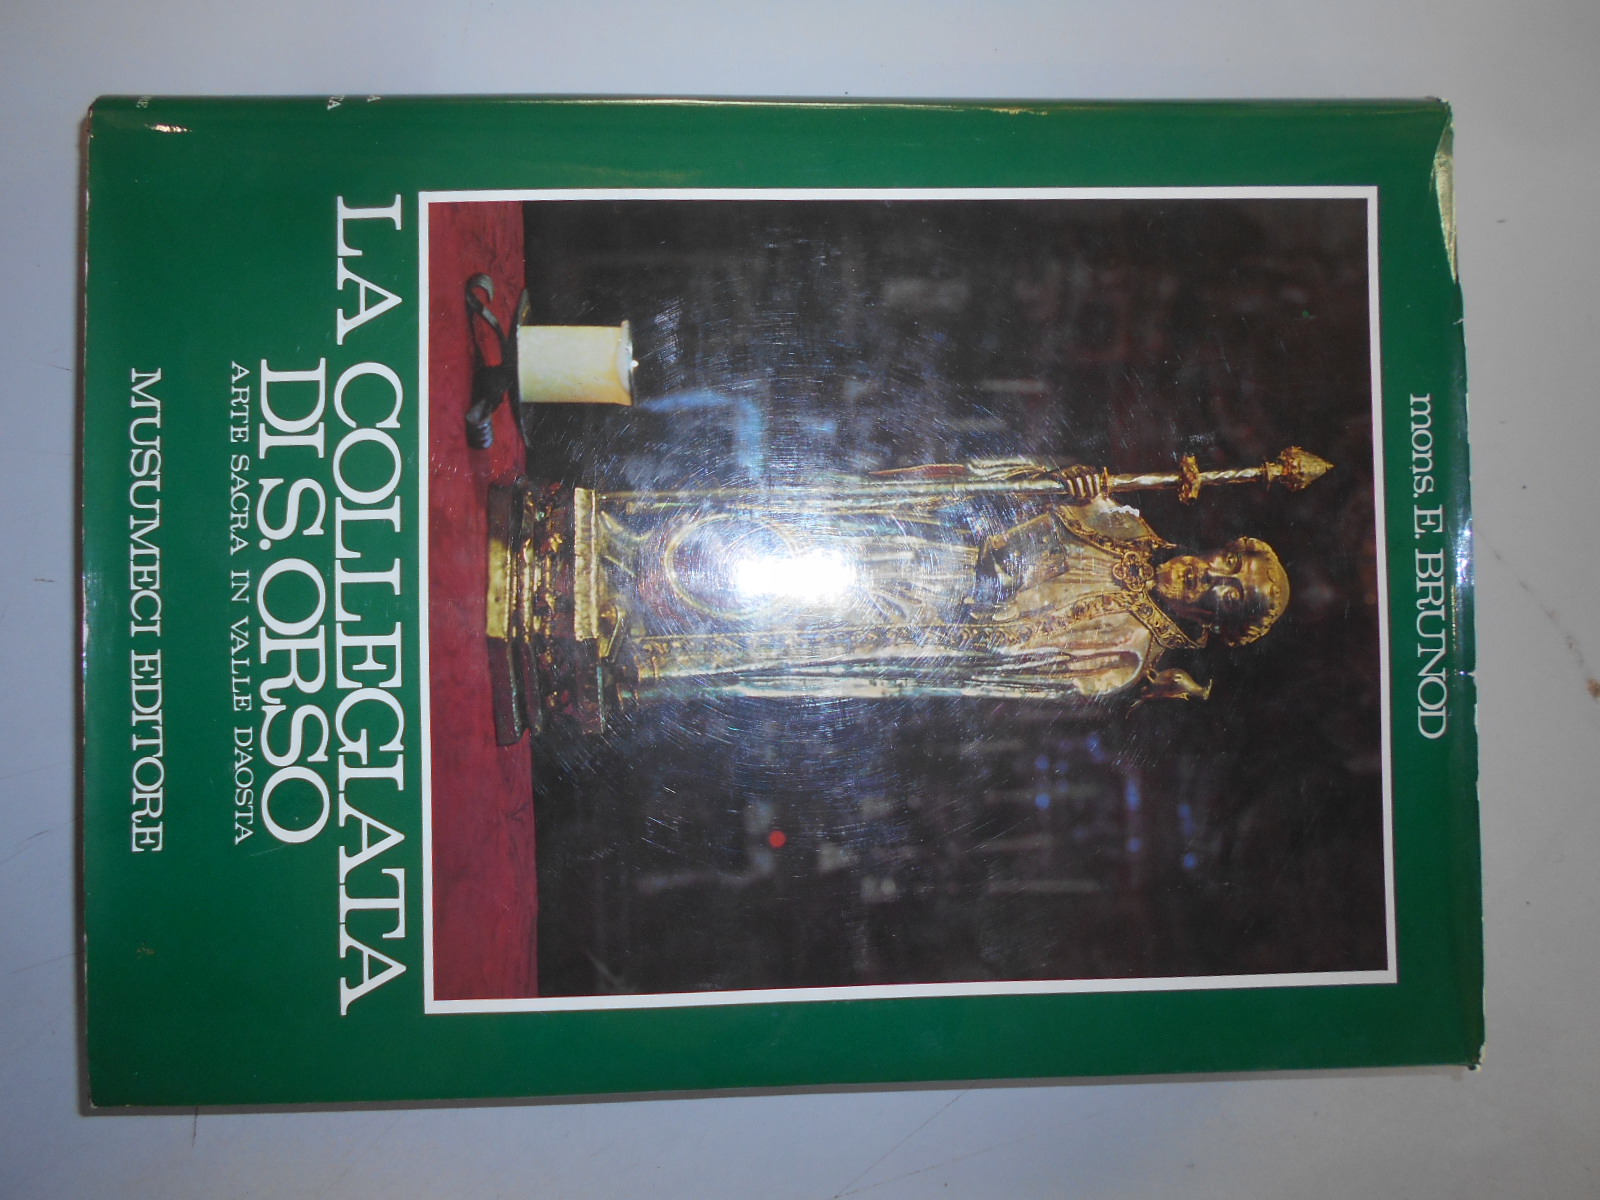 mons. E. BRUNOD
LA COLLEGIATA
DI S. ORSO
ARTE SACRA IN VALLE D'AOSTA
MUSUMECI EDITORE